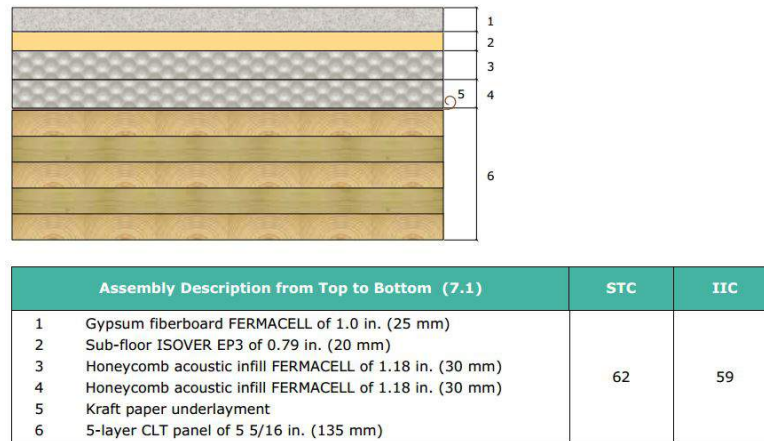 1
2
3
5 4
6
Assembly Description from Top to Bottom (7.1) STC IIC
1 Gypsum fiberboard FERMACELL of 1.0 in. (25 mm)
2 Sub-floor ISOVER EP3 of 0.79 in. (20 mm)
3 Honeycomb acoustic infill FERMACELL of 1.18 in. (30 mm)
4 Honeycomb acoustic infill FERMACELL of 1.18 in. (30 mm)
5 Kraft paper underlayment
6 5-layer CLT panel of 5 5/16 in. (135 mm)
62 59